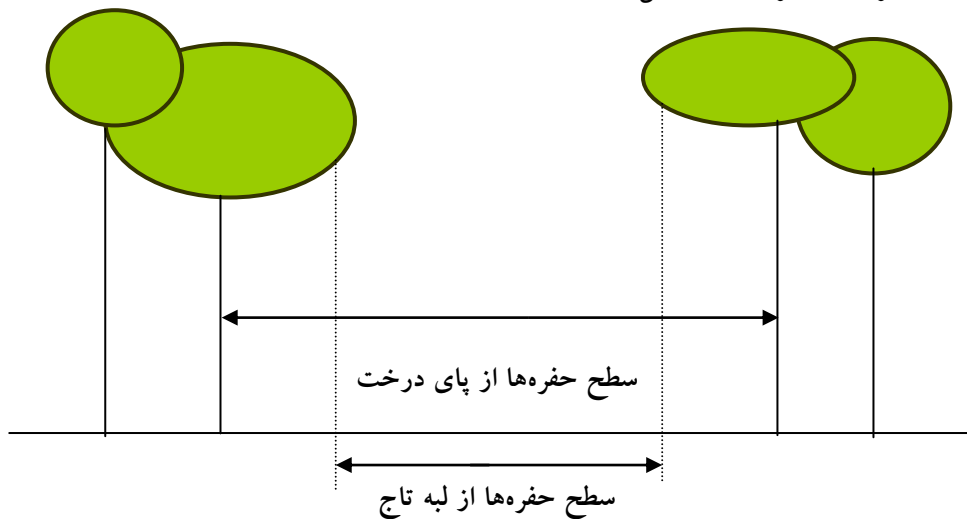 سطح حفره‌ها از پای درخت
سطح حفره‌ها از لبه تاج